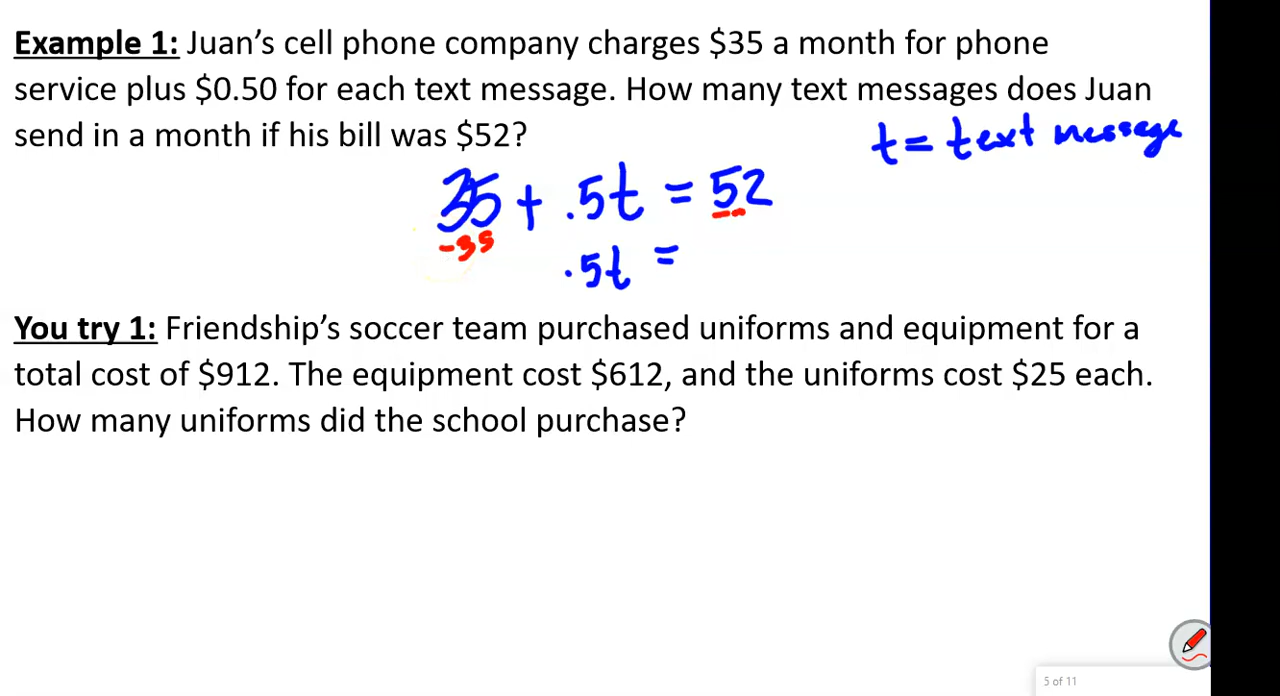 Example 1: Juan's cell phone company charges $35 a month for phone
service plus $0.50 for each text message. How many text messages does Juan
send in a month if his bill was $52?
t = text message
35 + .5t = 52
-35
.5t =
You try 1: Friendship's soccer team purchased uniforms and equipment for a
total cost of $912. The equipment cost $612, and the uniforms cost $25 each.
How many uniforms did the school purchase?
5 of 11